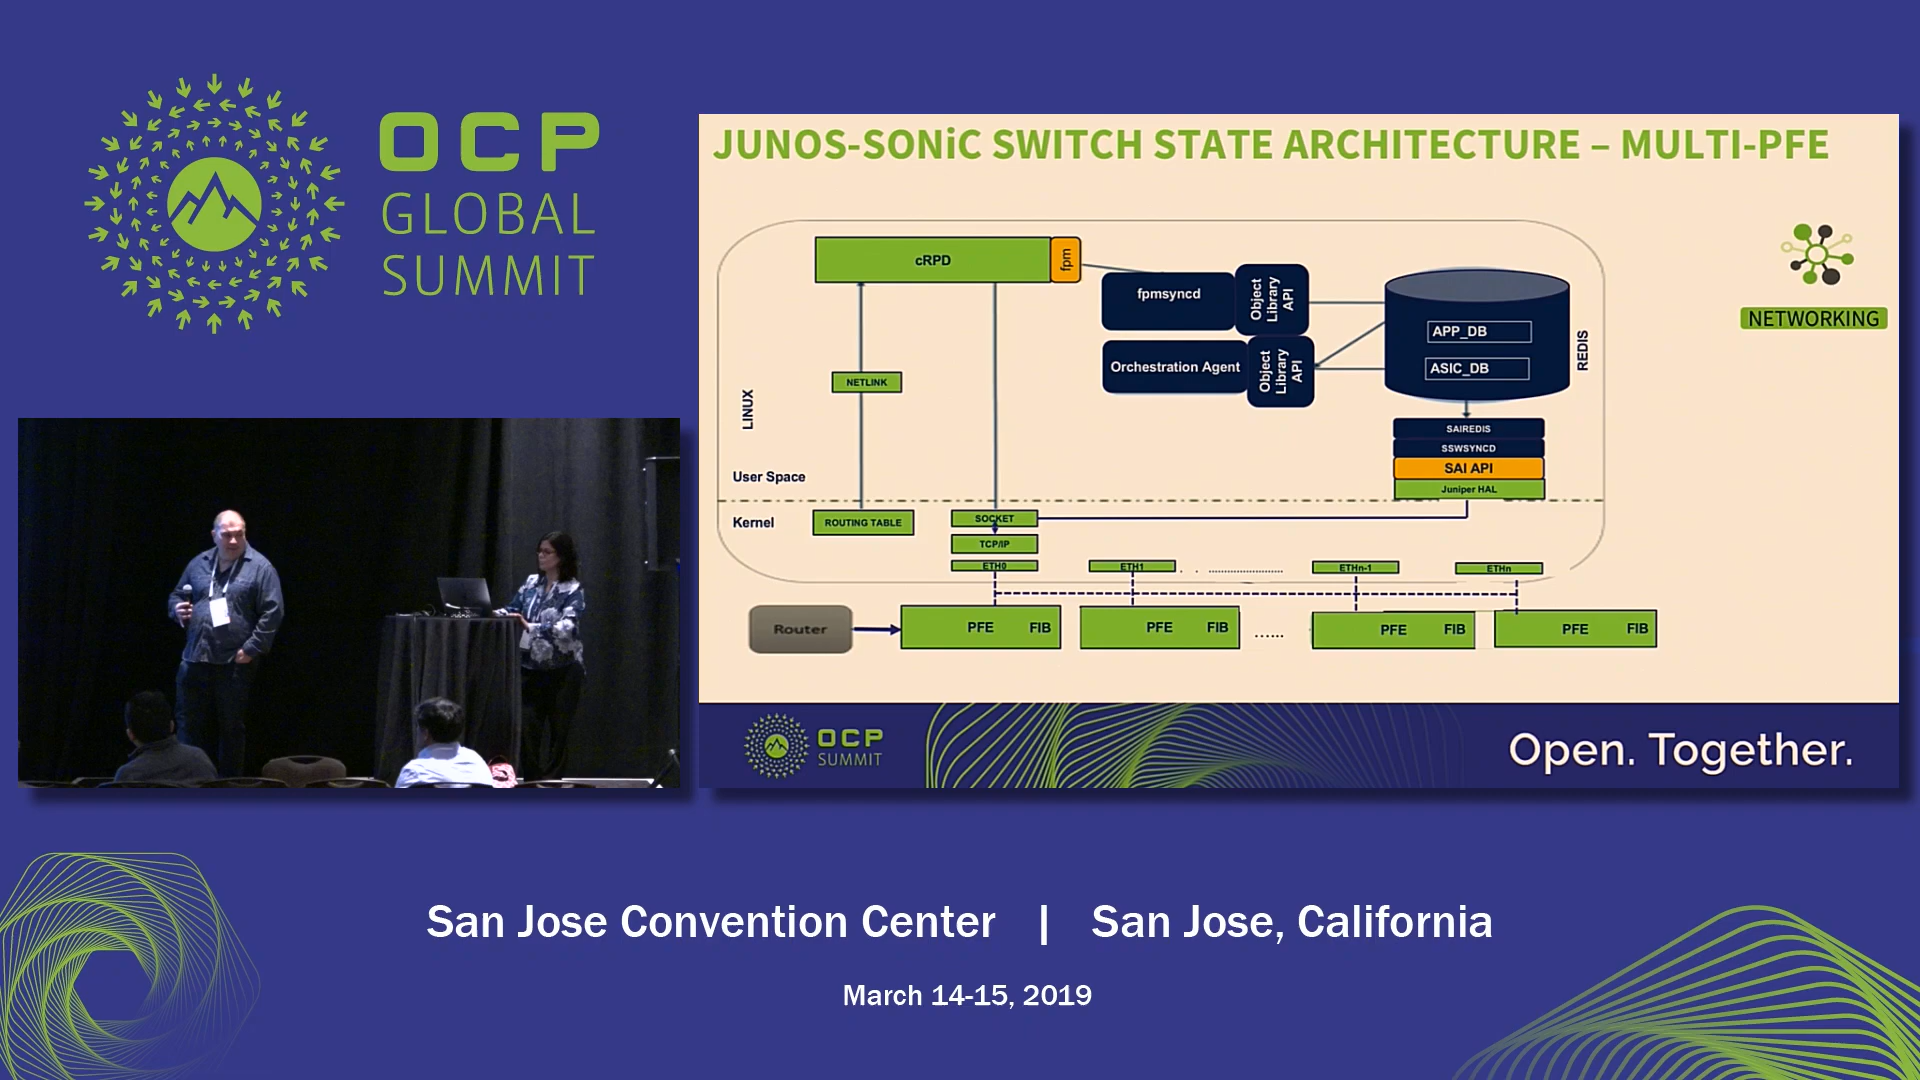 OCP
GLOBAL
SUMMIT
JUNOS-SONiC SWITCH STATE ARCHITECTURE – MULTI-PFE
cRPD
fpm
fpmsyncd
Object Library API
Orchestration Agent
Object Library API
APP_DB
ASIC_DB
REDIS
NETWORKING
NETLINK
LINUX
SAIREDIS
SSWSYNCD
SAI API
Juniper HAL
User Space
Kernel
ROUTING TABLE
SOCKET
TCP/IP
ETH0
ETH1
ETHn-1
ETHn
Router
PFE FIB
PFE FIB
......
PFE FIB
PFE FIB
OCP
SUMMIT
Open. Together.
San Jose Convention Center | San Jose, California
March 14-15, 2019